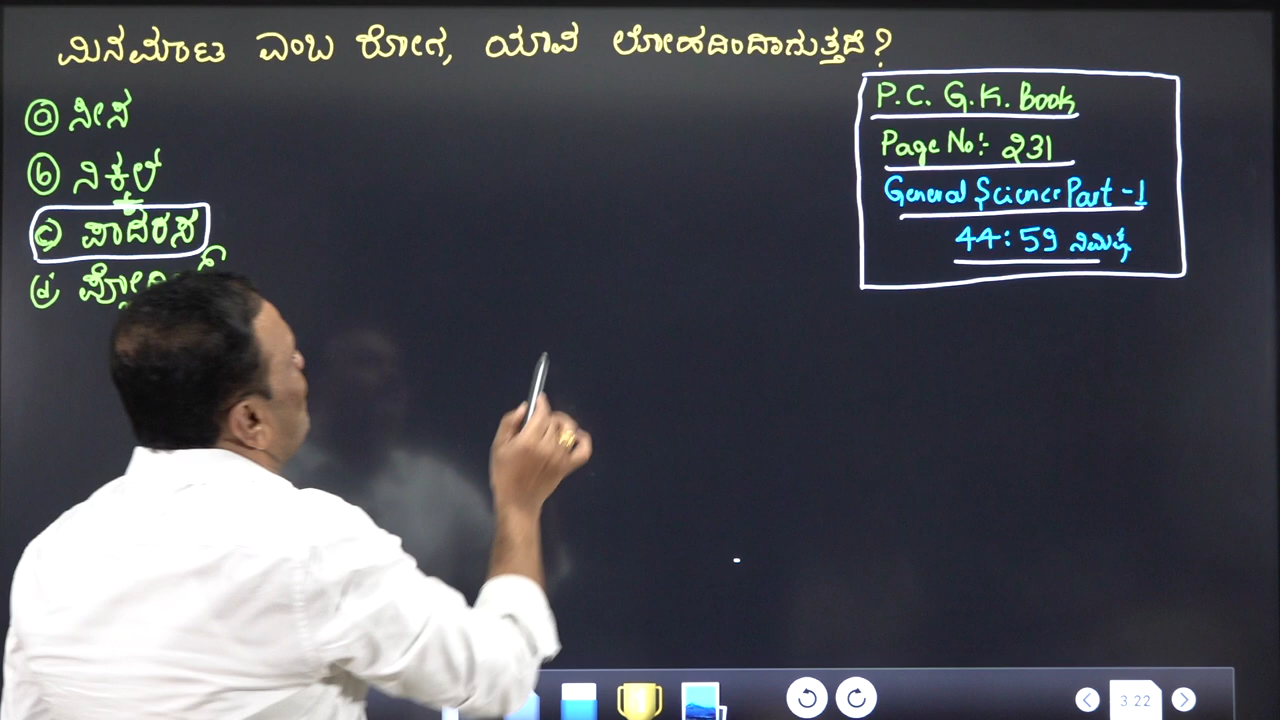 ಮಿನಮಾಟ ಎಂಬ ರೋಗ, ಯಾವ ಲೋಹದಿಂದಾಗುತ್ತದೆ?
ⓐ ಸೀಸ
ⓑ ನಿಕ್ಕಲ್
c) ಪಾದರಸ
P.C. G.K. Book
Page No:- 231
General Science Part -1
44:59 ನಿಮಿಷ
3 22